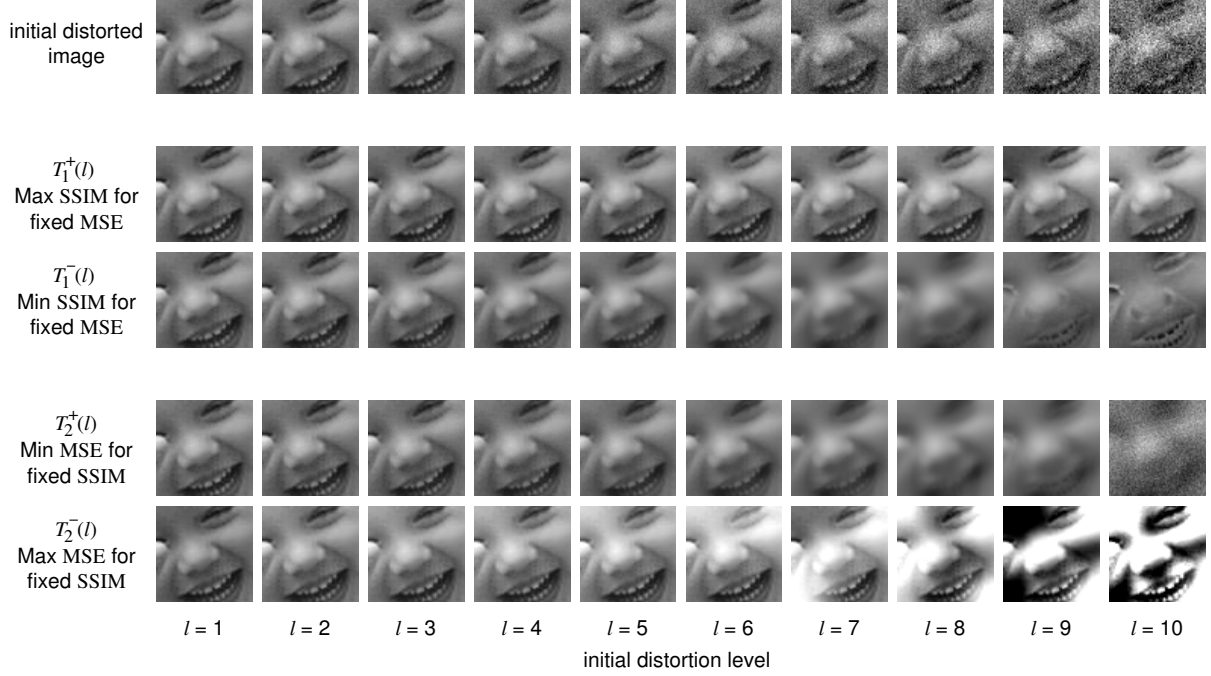 initial distorted
image
T₁⁺(l)
Max SSIM for
fixed MSE
T₁⁻(l)
Min SSIM for
fixed MSE
T₂⁺(l)
Min MSE for
fixed SSIM
T₂⁻(l)
Max MSE for
fixed SSIM
l = 1 l = 2 l = 3 l = 4 l = 5 l = 6 l = 7 l = 8 l = 9 l = 10
initial distortion level